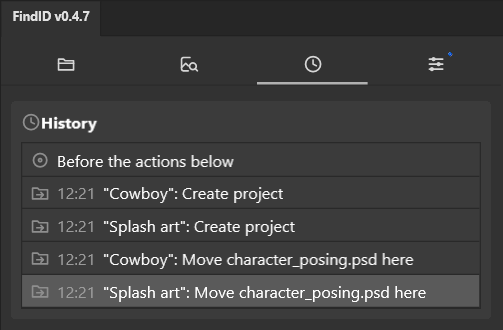 FindID v0.4.7
History
Before the actions below
12:21 "Cowboy": Create project
12:21 "Splash art": Create project
12:21 "Cowboy": Move character_posing.psd here
12:21 "Splash art": Move character_posing.psd here